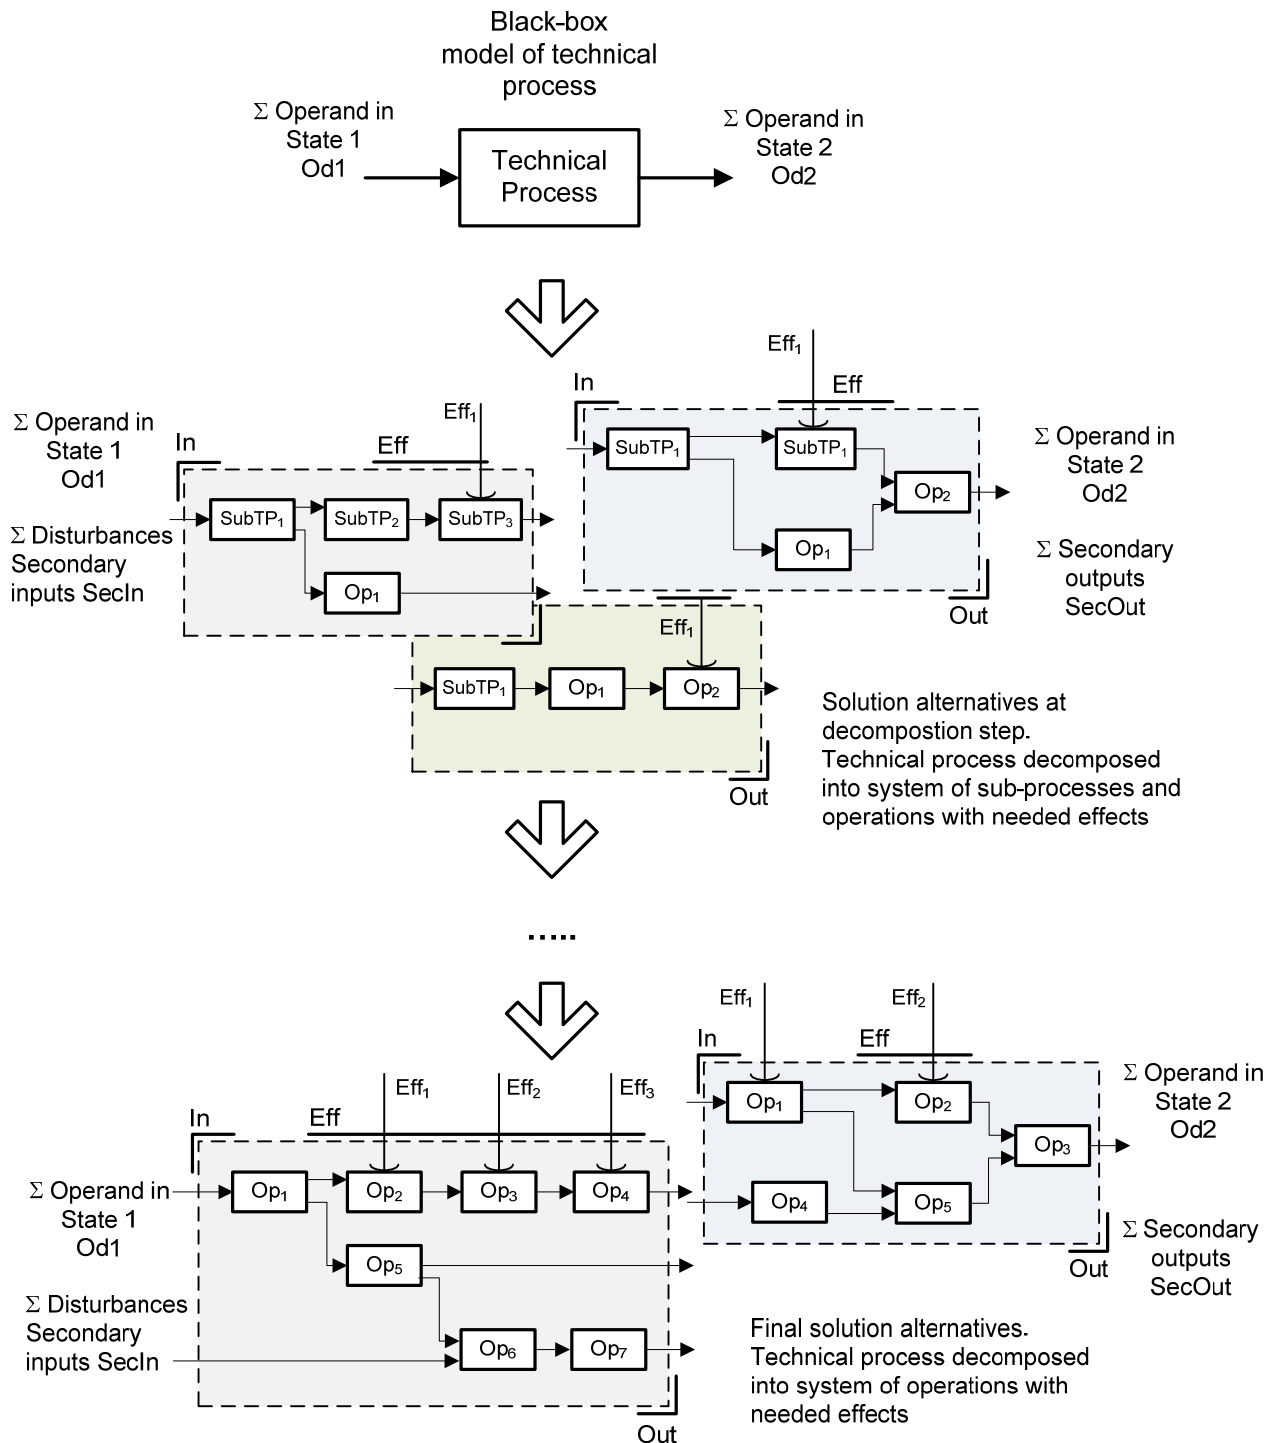 Black-box
model of technical
process
Σ Operand in
State 1
Od1
Technical
Process
Σ Operand in
State 2
Od2
Eff₁
In
Eff
SubTP₁
SubTP₁
Op₂
Op₁
Out
Σ Operand in
State 2
Od2
Σ Secondary
outputs
SecOut
Σ Operand in
State 1
Od1
Σ Disturbances
Secondary
inputs SecIn
In
Eff
Eff₁
SubTP₁
SubTP₂
SubTP₃
Op₁
Eff₁
SubTP₁
Op₁
Op₂
Out
Solution alternatives at
decompostion step.
Technical process decomposed
into system of sub-processes and
operations with needed effects
......
Eff₁
Eff₂
In
Eff
Op₁
Op₂
Op₃
Op₄
Op₅
Out
Σ Operand in
State 2
Od2
Σ Secondary
outputs
SecOut
In
Eff
Eff₁
Eff₂
Eff₃
Σ Operand in
State 1
Od1
Σ Disturbances
Secondary
inputs SecIn
Op₁
Op₂
Op₃
Op₄
Op₅
Op₆
Op₇
Out
Final solution alternatives.
Technical process decomposed
into system of operations with
needed effects